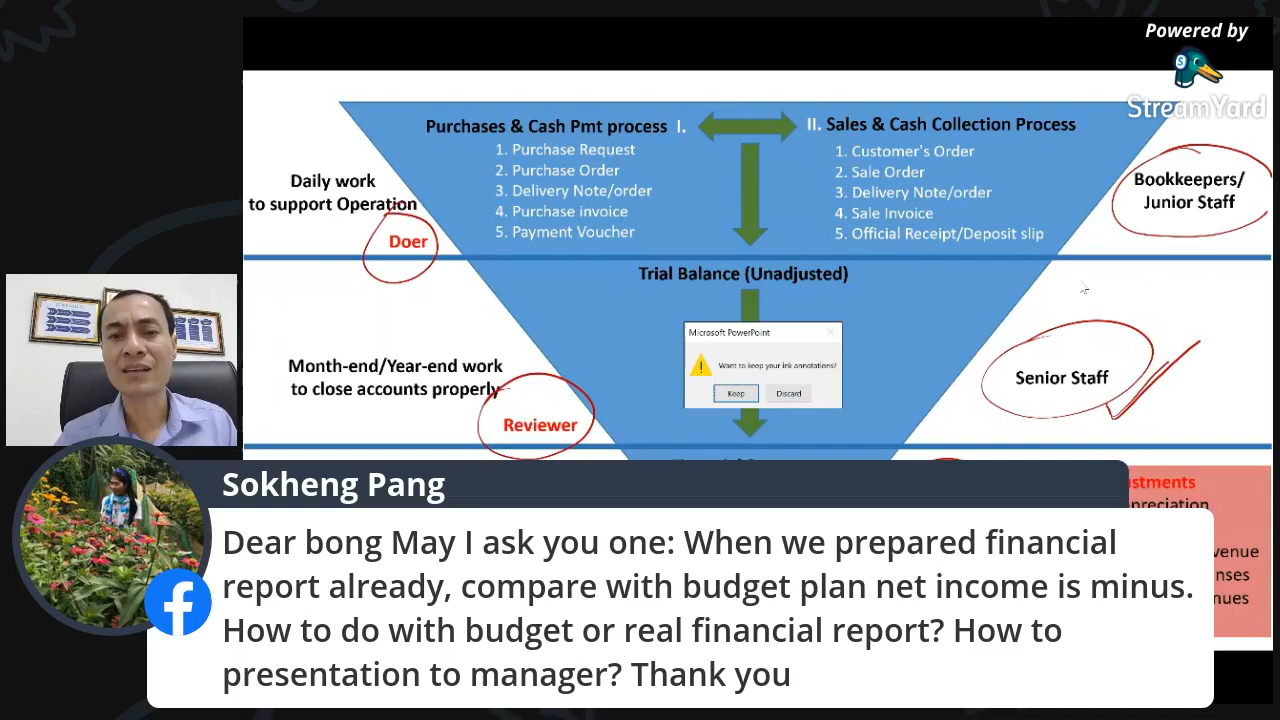 Powered by
StreamYard
Purchases & Cash Pmt process I.
II. Sales & Cash Collection Process
1. Purchase Request
2. Purchase Order
3. Delivery Note/order
4. Purchase invoice
5. Payment Voucher
1. Customer's Order
2. Sale Order
3. Delivery Note/order
4. Sale Invoice
5. Official Receipt/Deposit slip
Daily work
to support Operation
Doer
Bookkeepers/
Junior Staff
Trial Balance (Unadjusted)
Microsoft PowerPoint
Want to keep your ink annotations?
Keep
Discard
Month-end/Year-end work
to close accounts properly
Reviewer
Senior Staff
Sokheng Pang
Dear bong May I ask you one: When we prepared financial
report already, compare with budget plan net income is minus.
How to do with budget or real financial report? How to
presentation to manager? Thank you